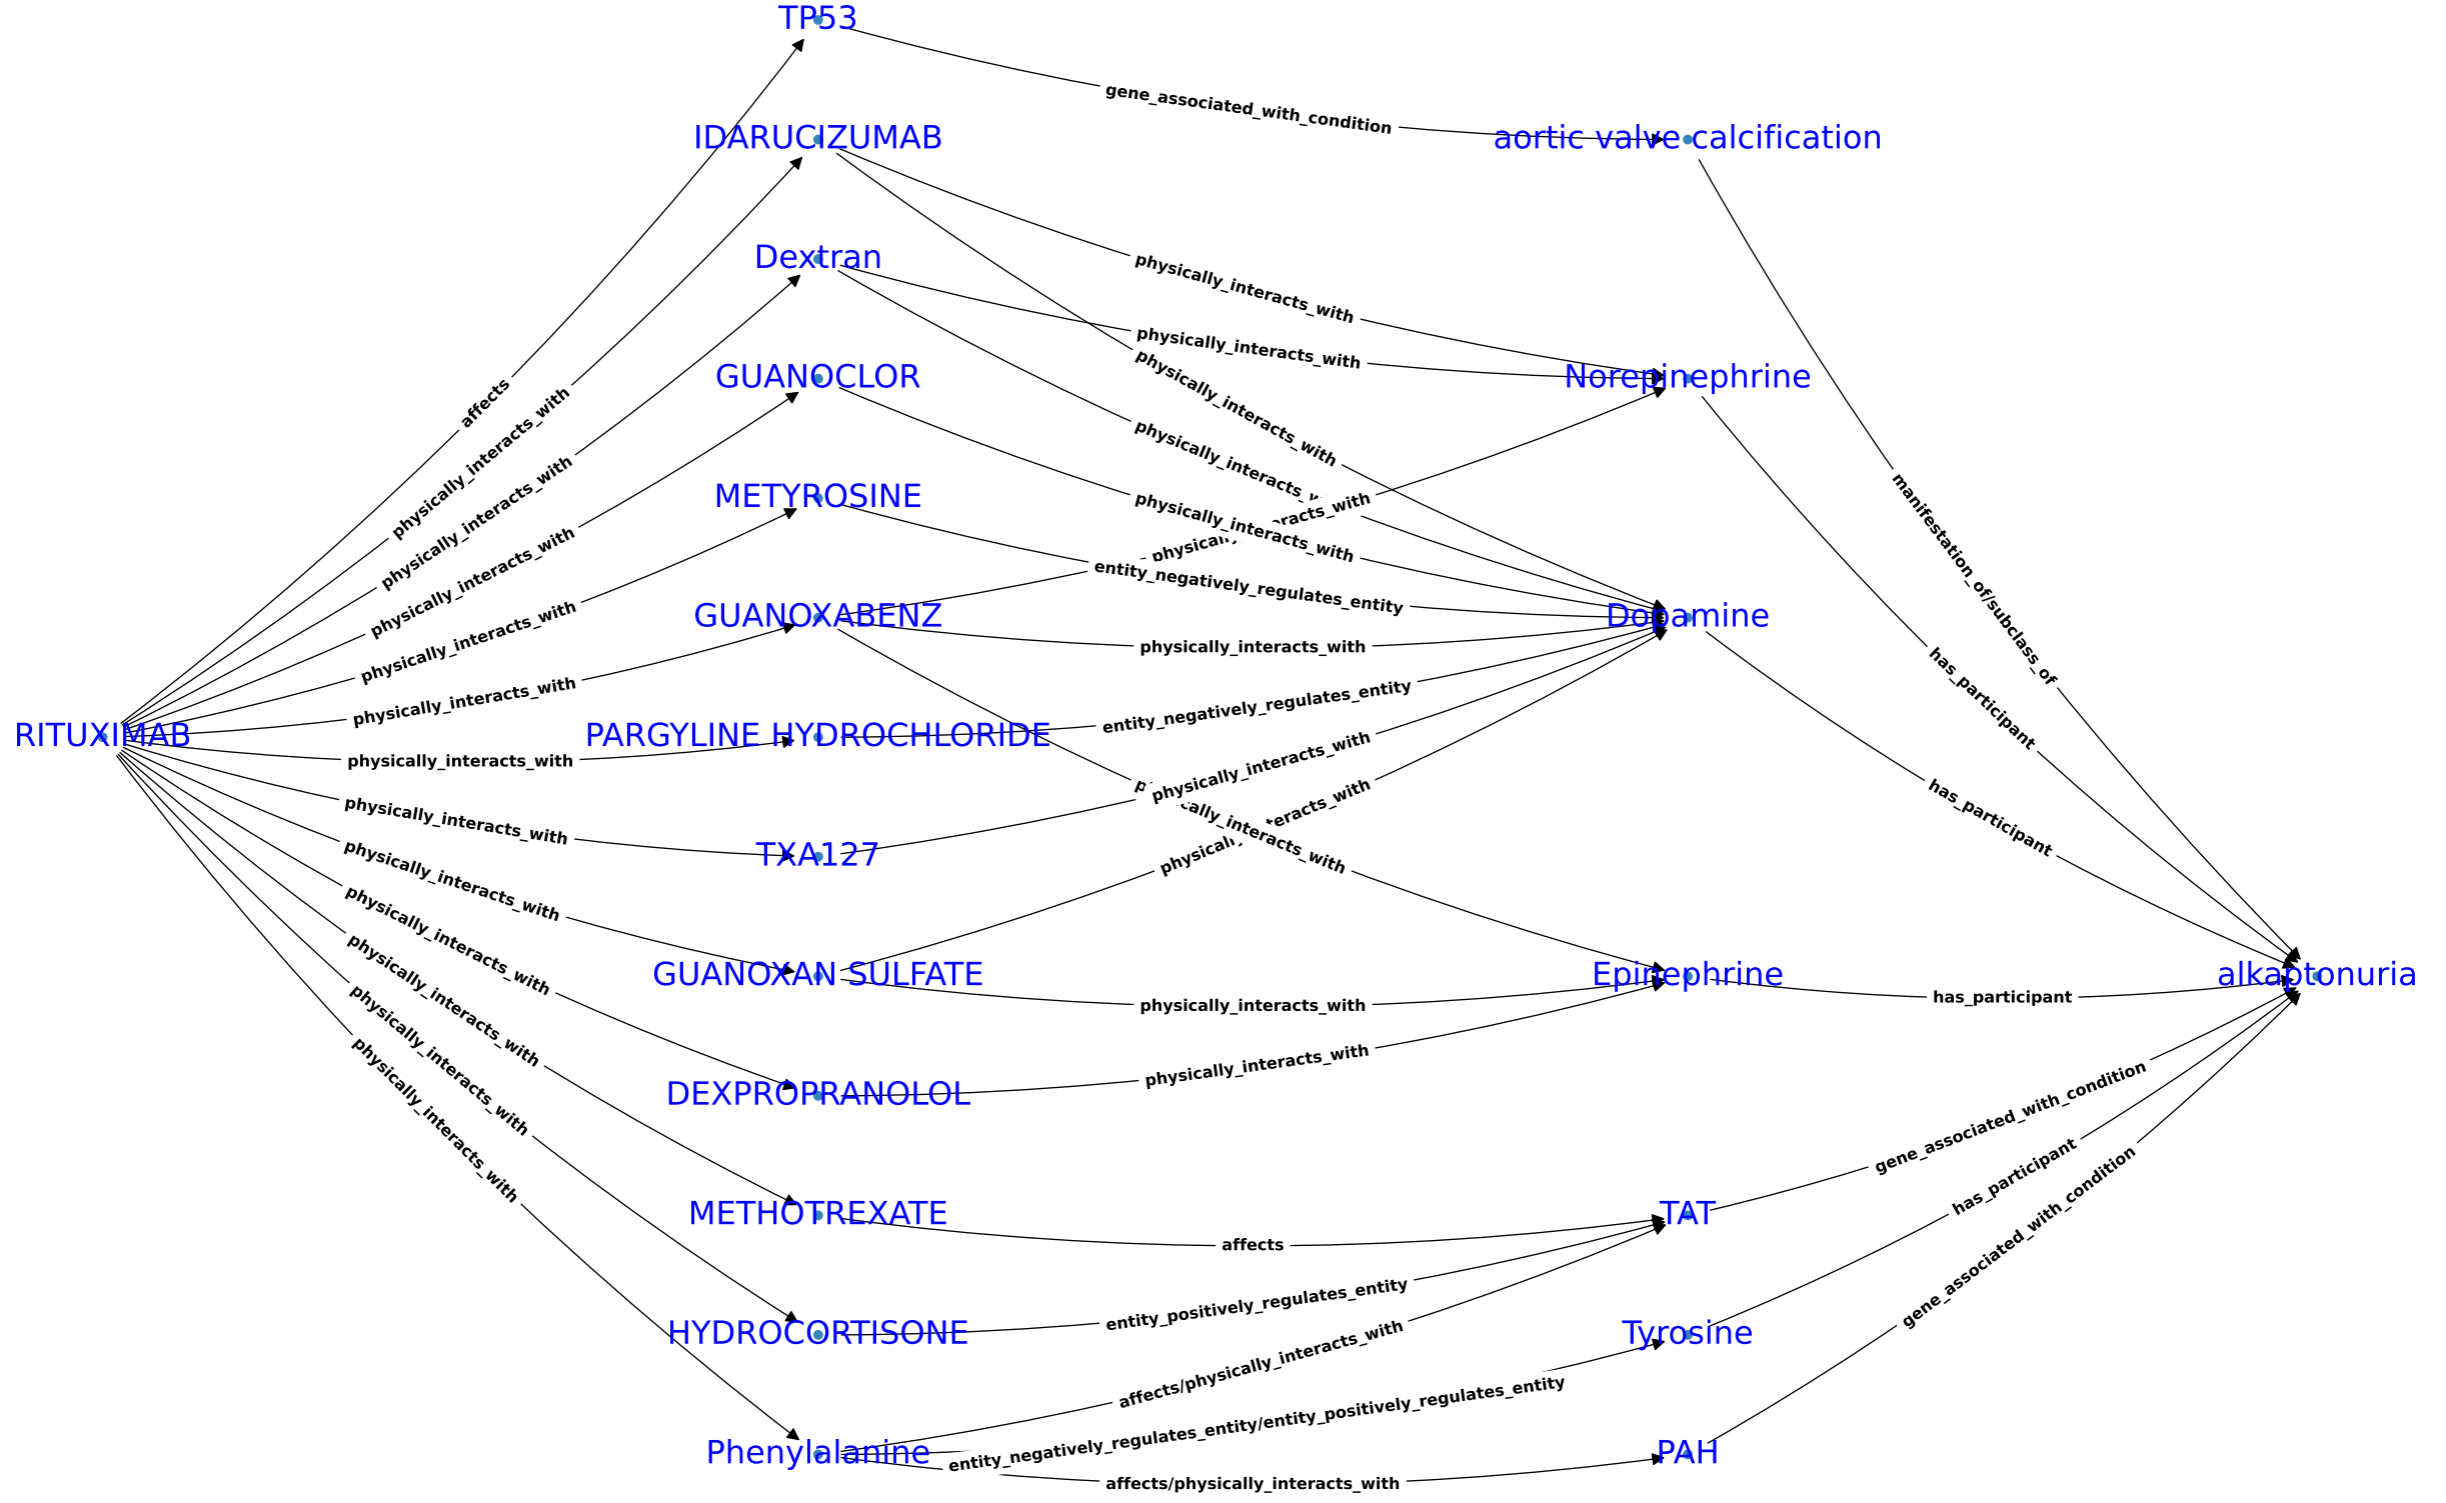 TP53
gene_associated_with_condition
IDARUCIZUMAB
aortic valve calcification
Dextran
physically_interacts_with
physically_interacts_with
physically_interacts_with
GUANOCLOR
Norepinephrine
affects
physically_interacts_with
physically_interacts_with
METYROSINE
physically_interacts_with
physically_interacts_with
physically_interacts_with
entity_negatively_regulates_entity
manifestation_of/subclass_of
physically_interacts_with
GUANOXABENZ
Dopamine
physically_interacts_with
physically_interacts_with
physically_interacts_with
entity_negatively_regulates_entity
has_participant
RITUXIMAB
PARGYLINE HYDROCHLORIDE
physically_interacts_with
physically_interacts_with
physically_interacts_with
has_participant
TXA127
physically_interacts_with
physically_interacts_with
physically_interacts_with
physically_interacts_with
GUANOXAN SULFATE
Epinephrine
alkaptonuria
physically_interacts_with
physically_interacts_with
has_participant
physically_interacts_with
physically_interacts_with
DEXPROPRANOLOL
physically_interacts_with
gene_associated_with_condition
METHOTREXATE
TAT
has_participant
affects
gene_associated_with_condition
entity_positively_regulates_entity
HYDROCORTISONE
Tyrosine
affects/physically_interacts_with
entity_negatively_regulates_entity/entity_positively_regulates_entity
Phenylalanine
PAH
affects/physically_interacts_with